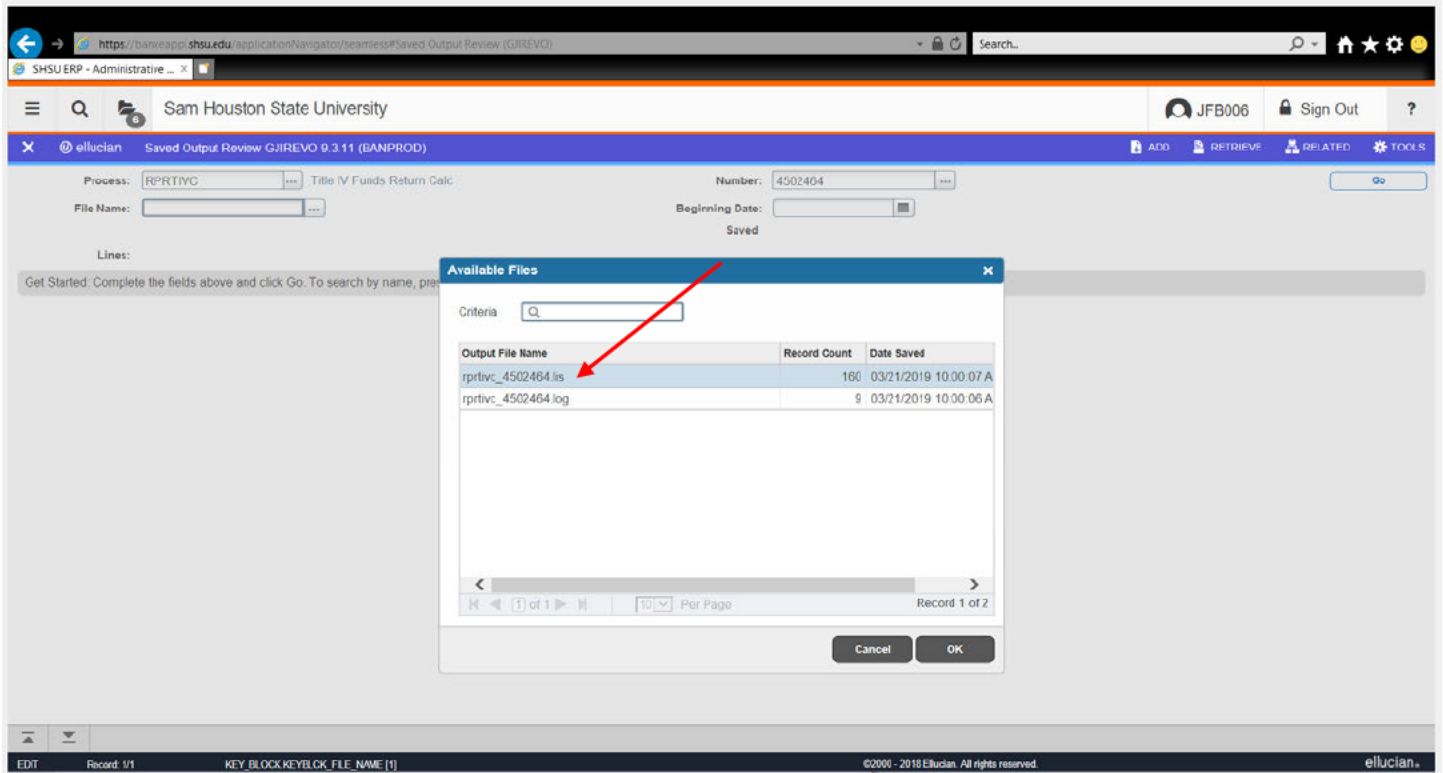 https://banxeappi.shsu.edu/applicationNavigator/seamless#Saved Output Review (GJIREVO)
Search...
SHSU ERP - Administrative ...
6
Sam Houston State University
JFB006
Sign Out
?
ellucian
Saved Output Review GJIREVO 9.3.11 (BANPROD)
ADD
RETRIEVE
RELATED
TOOLS
Process: RPRTIVC ... Title IV Funds Return Calc
Number: 4502464 ...
Go
File Name: ...
Beginning Date:
Saved
Lines:
Get Started: Complete the fields above and click Go. To search by name, pres
Available Files
Criteria
Output File Name Record Count Date Saved
rprtivc_4502464.lis 160 03/21/2019 10:00:07 A
rprtivc_4502464.log 9 03/21/2019 10:00:06 A
1 of 1
10 Per Page
Record 1 of 2
Cancel
OK
EDIT
Record: 1/1
KEY_BLOCK.KEYBLCK_FILE_NAME [1]
©2000 - 2018 Ellucian. All rights reserved.
ellucian.